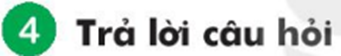 4 Trả lời câu hỏi